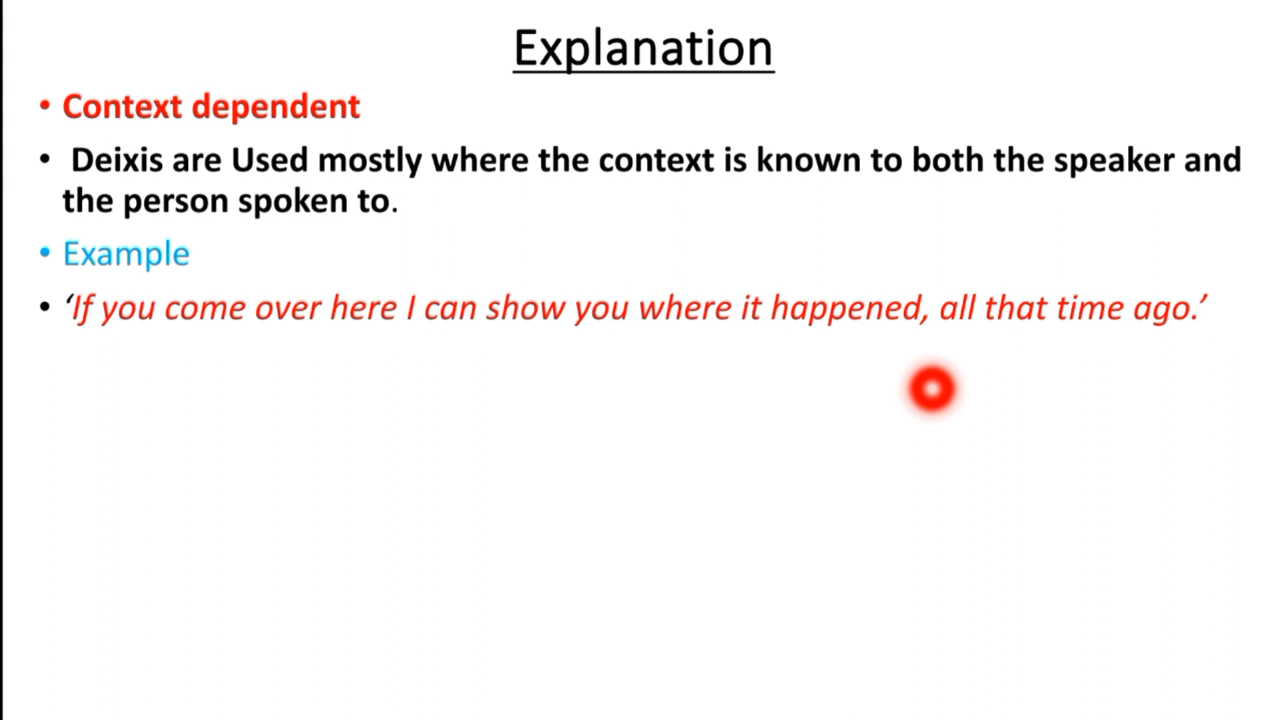 Explanation
• Context dependent
• Deixis are Used mostly where the context is known to both the speaker and
the person spoken to.
• Example
• ‘If you come over here I can show you where it happened, all that time ago.’